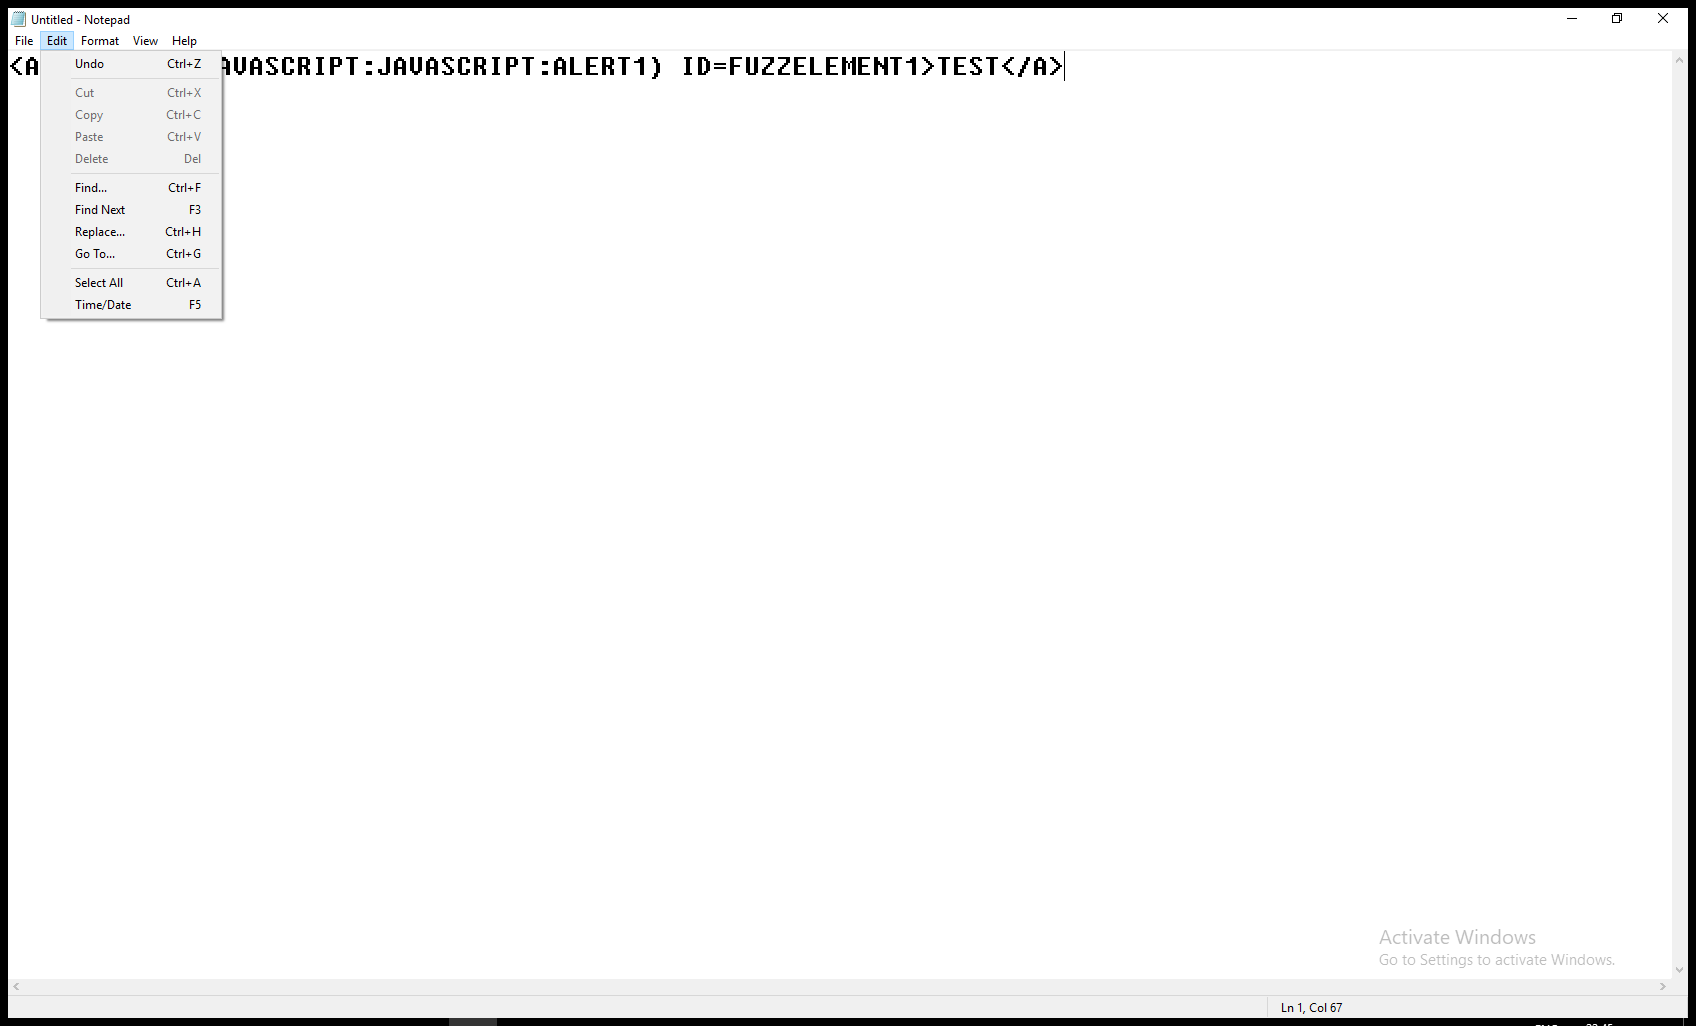 Untitled - Notepad
File Edit Format View Help
<A AVASCRIPT:JAVASCRIPT:ALERT1) ID=FUZZELEMENT1>TEST</A>
Undo Ctrl+Z
Cut Ctrl+X
Copy Ctrl+C
Paste Ctrl+V
Delete Del
Find... Ctrl+F
Find Next F3
Replace... Ctrl+H
Go To... Ctrl+G
Select All Ctrl+A
Time/Date F5
Activate Windows
Go to Settings to activate Windows.
Ln 1, Col 67